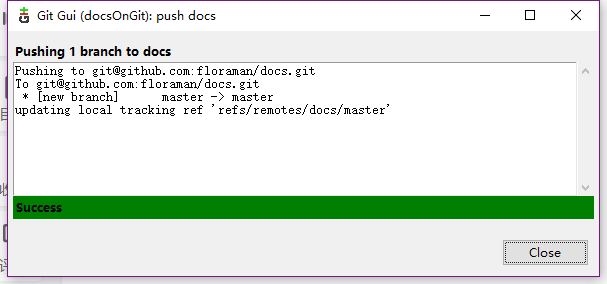 Git Gui (docsOnGit): push docs
Pushing 1 branch to docs
Pushing to git@github.com:floraman/docs.git
To git@github.com:floraman/docs.git
 * [new branch]      master -> master
updating local tracking ref 'refs/remotes/docs/master'
Success
Close